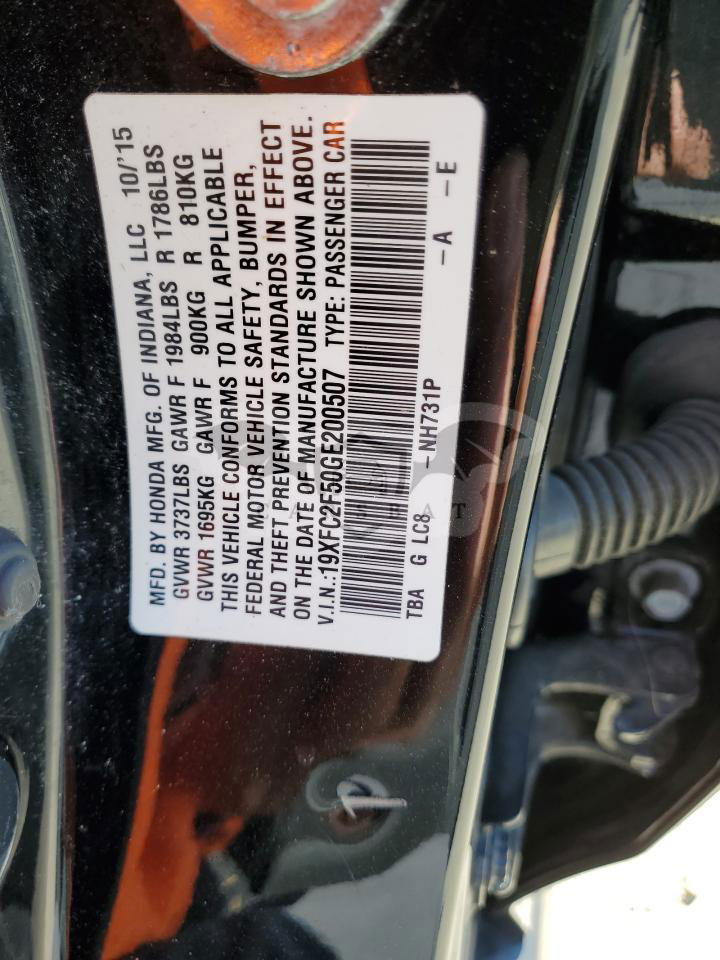 MFD. BY HONDA MFG. OF INDIANA, LLC 10/'15
GVWR 3737LBS GAWR F 1984LBS R 1786LBS
GVWR 1695KG GAWR F 900KG R 810KG
THIS VEHICLE CONFORMS TO ALL APPLICABLE
FEDERAL MOTOR VEHICLE SAFETY, BUMPER,
AND THEFT PREVENTION STANDARDS IN EFFECT
ON THE DATE OF MANUFACTURE SHOWN ABOVE.
V.I.N.:19XFC2F50GE200507 TYPE: PASSENGER CAR
TBA G LC8 -NH731P -A -E